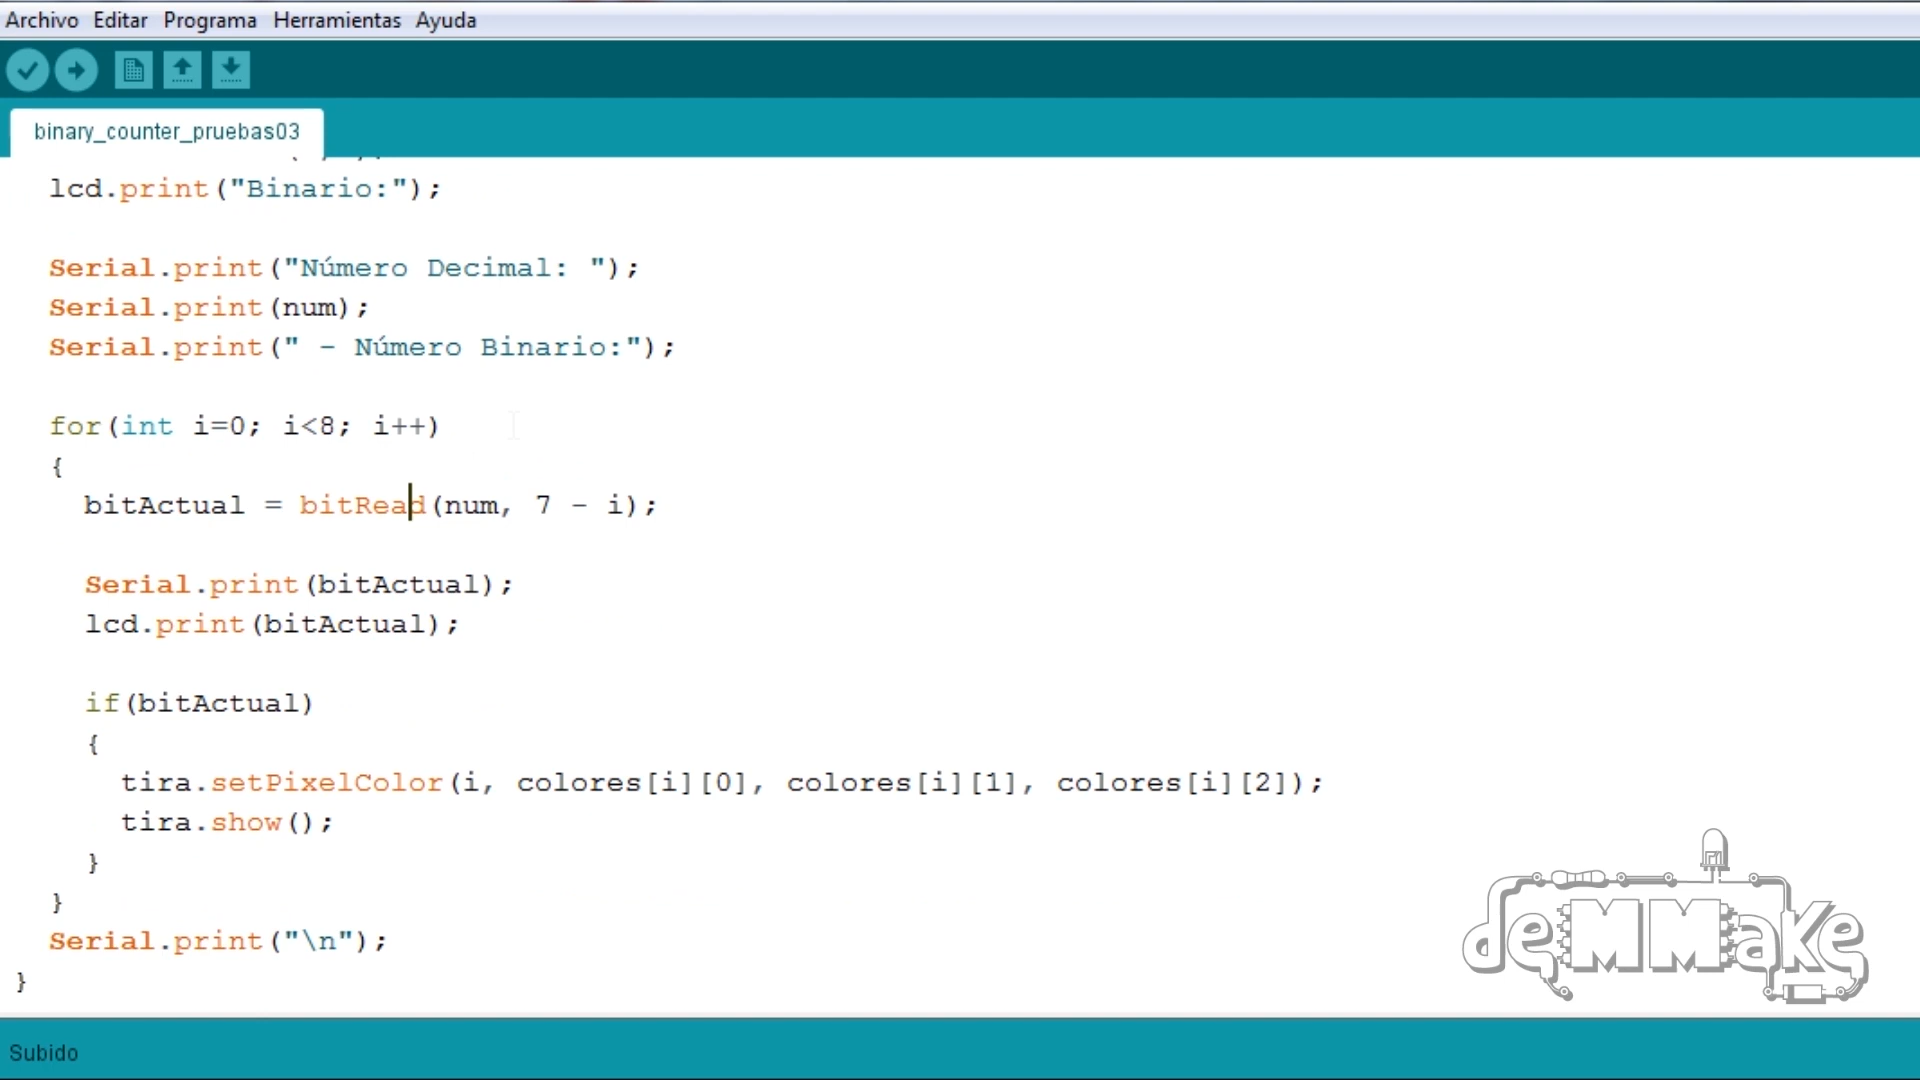 Archivo Editar Programa Herramientas Ayuda
binary_counter_pruebas03
lcd.print("Binario:");
Serial.print("Número Decimal: ");
Serial.print(num);
Serial.print(" - Número Binario:");
for(int i=0; i<8; i++)
{
bitActual = bitRead(num, 7 - i);
Serial.print(bitActual);
lcd.print(bitActual);
if(bitActual)
{
tira.setPixelColor(i, colores[i][0], colores[i][1], colores[i][2]);
tira.show();
}
}
Serial.print("\n");
}
deMMake
Subido